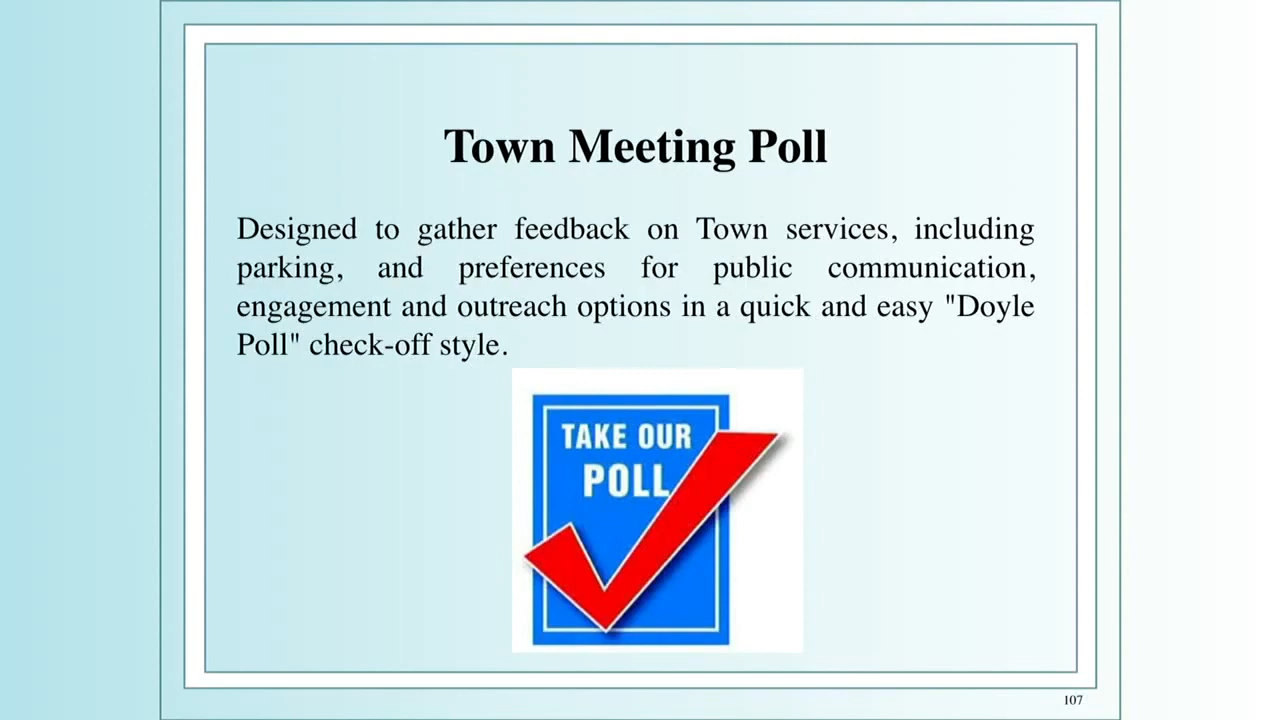 Town Meeting Poll
Designed to gather feedback on Town services, including
parking, and preferences for public communication,
engagement and outreach options in a quick and easy "Doyle
Poll" check-off style.
TAKE OUR
POLL
107